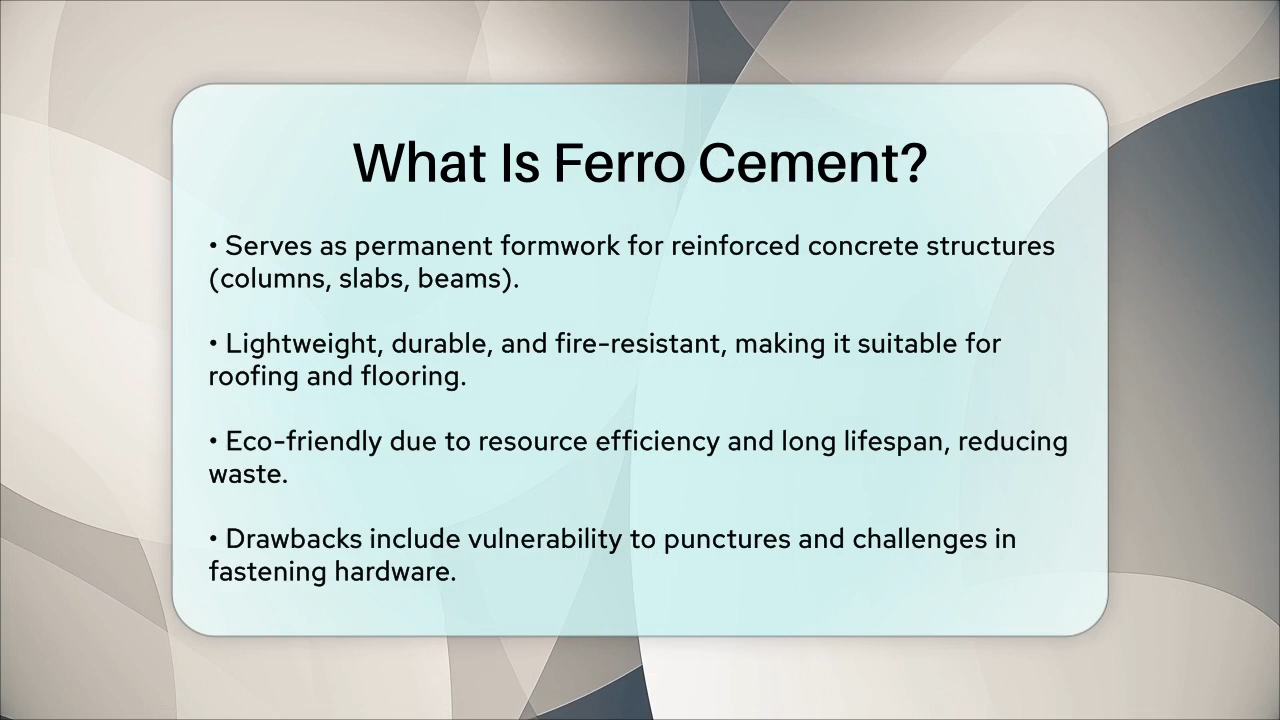 What Is Ferro Cement?
• Serves as permanent formwork for reinforced concrete structures
(columns, slabs, beams).
• Lightweight, durable, and fire-resistant, making it suitable for
roofing and flooring.
• Eco-friendly due to resource efficiency and long lifespan, reducing
waste.
• Drawbacks include vulnerability to punctures and challenges in
fastening hardware.